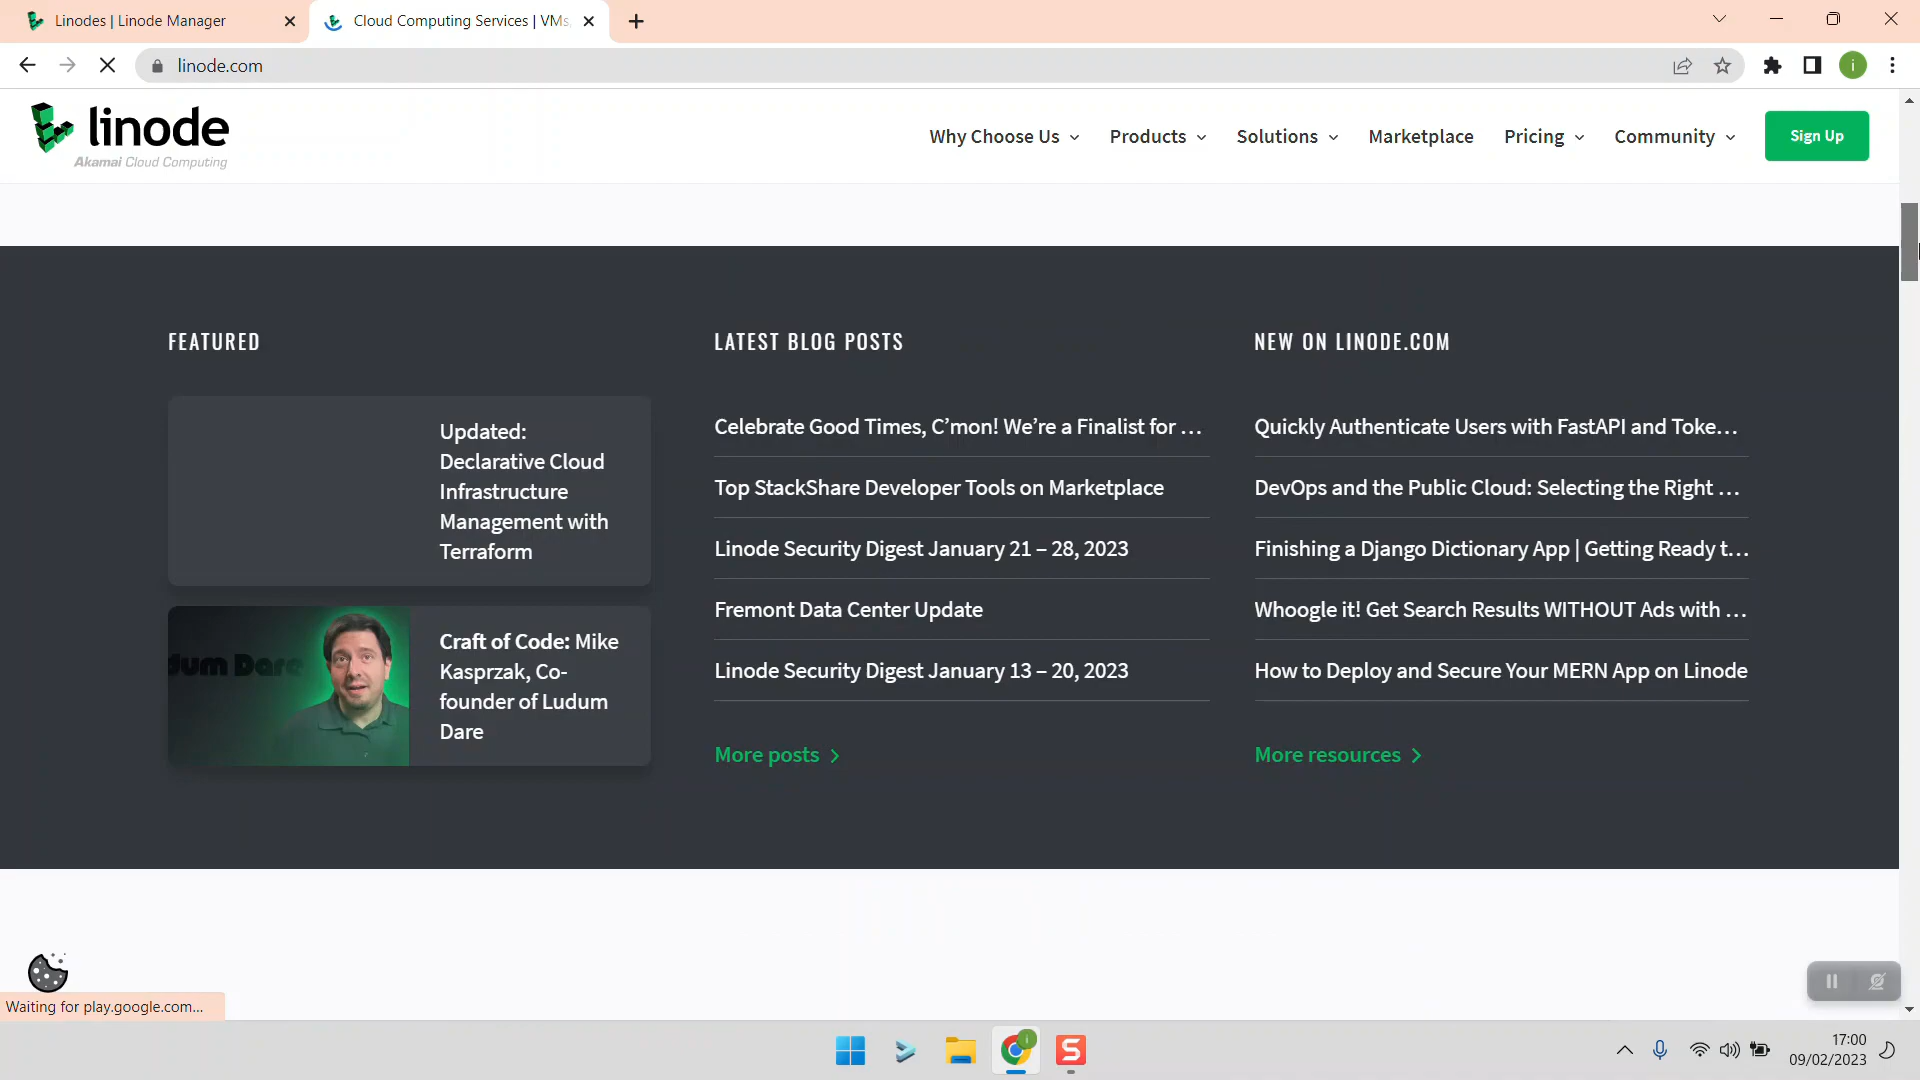 Linodes | Linode Manager
Cloud Computing Services | VMs,
linode.com
i
linode
Akamai Cloud Computing
Why Choose Us
Products
Solutions
Marketplace
Pricing
Community
Sign Up
FEATURED
Updated:
Declarative Cloud
Infrastructure
Management with
Terraform
dum Dare
Craft of Code: Mike
Kasprzak, Co-
founder of Ludum
Dare
LATEST BLOG POSTS
Celebrate Good Times, C’mon! We’re a Finalist for …
Top StackShare Developer Tools on Marketplace
Linode Security Digest January 21 – 28, 2023
Fremont Data Center Update
Linode Security Digest January 13 – 20, 2023
More posts
NEW ON LINODE.COM
Quickly Authenticate Users with FastAPI and Toke…
DevOps and the Public Cloud: Selecting the Right …
Finishing a Django Dictionary App | Getting Ready t…
Whoogle it! Get Search Results WITHOUT Ads with …
How to Deploy and Secure Your MERN App on Linode
More resources
Waiting for play.google.com...
i
S
17:00
09/02/2023